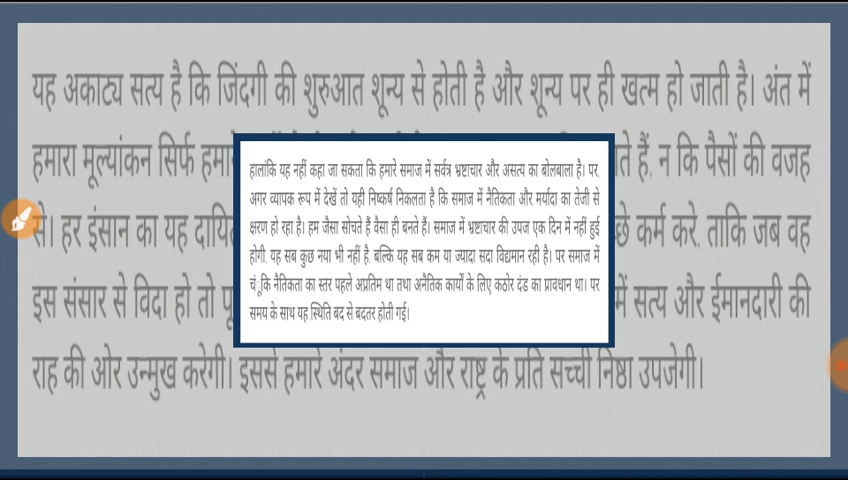 यह अकाट्य सत्य है कि जिंदगी की शुरुआत शून्य से होती है और शून्य पर ही खत्म हो जाती है। अंत में
हमारा मूल्यांकन सिर्फ हमारे
हैं, न कि पैसों की वजह
से। हर इंसान का यह
कर्म करे, ताकि जब वह
इस संसार से विदा हो तो
में सत्य और ईमानदारी की
राह की ओर उन्मुख करेगी। इससे हमारे अंदर समाज और राष्ट्र के प्रति सच्ची निष्ठा उपजेगी।
हालांकि यह नहीं कहा जा सकता कि हमारे समाज में सर्वत्र भ्रष्टाचार और असत्य का बोलबाला है। पर
अगर व्यापक रूप में देखें तो यही निष्कर्ष निकलता है कि समाज में नैतिकता और मर्यादा का तेजी से
क्षरण हो रहा है। हम जैसा सोचते हैं वैसा ही बनते हैं। समाज में भ्रष्टाचार की उपज एक दिन में नहीं हुई
होगी. यह सब कुछ नया भी नहीं है. बल्कि यह सब कम या ज्यादा सदा विद्यमान रही है। पर समाज में
चंूकि नैतिकता का स्तर पहले अप्रतिम था तथा अनैतिक कार्यों के लिए कठोर दंड का प्रावधान था। पर
समय के साथ यह स्थिति बद से बदतर होती गई।